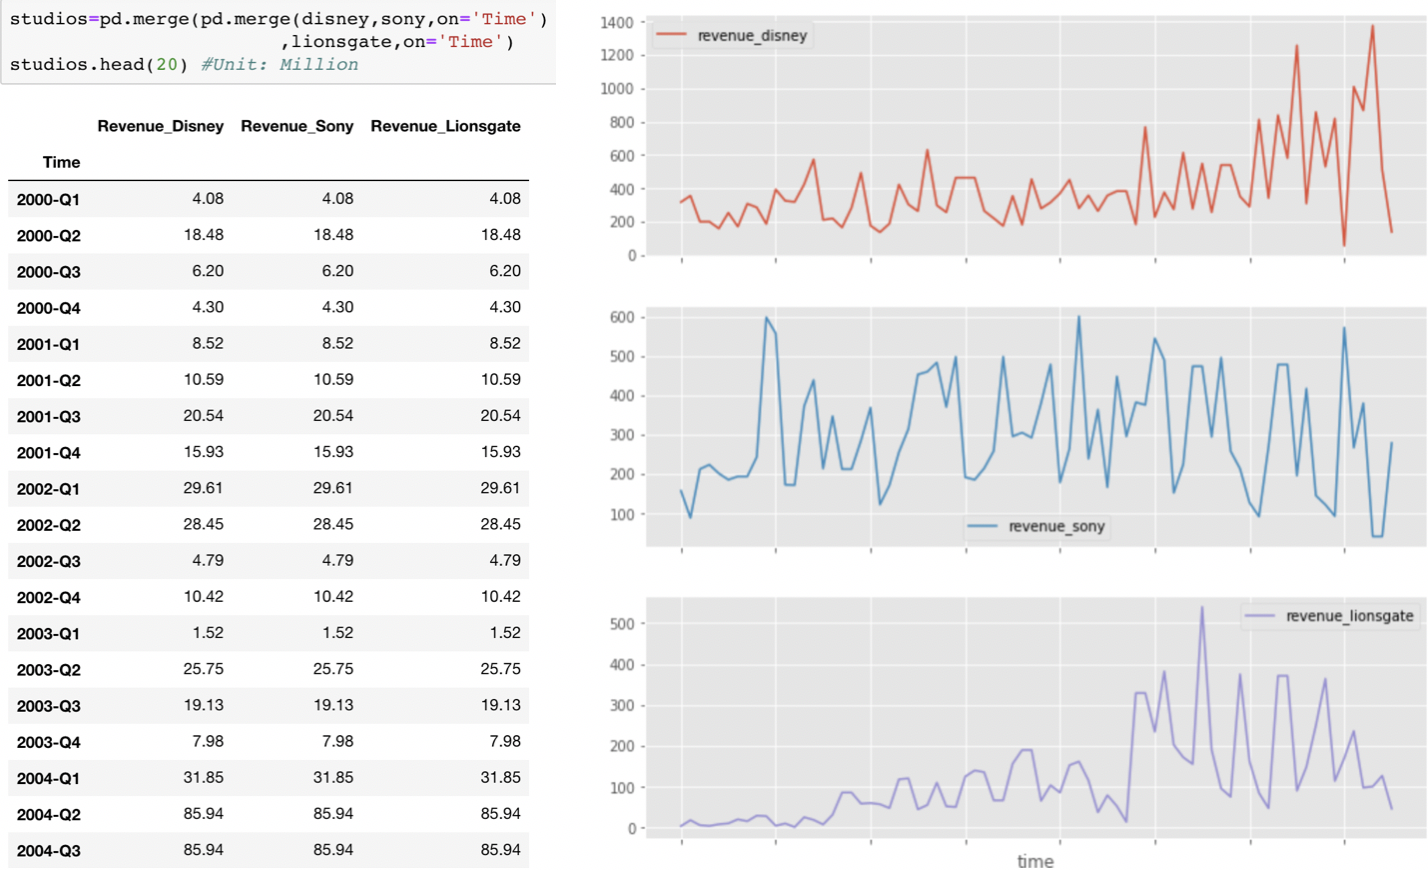 studios=pd.merge(pd.merge(disney,sony,on='Time')
,lionsgate,on='Time')
studios.head(20) #Unit: Million
Revenue_Disney Revenue_Sony Revenue_Lionsgate
Time
2000-Q1 4.08 4.08 4.08
2000-Q2 18.48 18.48 18.48
2000-Q3 6.20 6.20 6.20
2000-Q4 4.30 4.30 4.30
2001-Q1 8.52 8.52 8.52
2001-Q2 10.59 10.59 10.59
2001-Q3 20.54 20.54 20.54
2001-Q4 15.93 15.93 15.93
2002-Q1 29.61 29.61 29.61
2002-Q2 28.45 28.45 28.45
2002-Q3 4.79 4.79 4.79
2002-Q4 10.42 10.42 10.42
2003-Q1 1.52 1.52 1.52
2003-Q2 25.75 25.75 25.75
2003-Q3 19.13 19.13 19.13
2003-Q4 7.98 7.98 7.98
2004-Q1 31.85 31.85 31.85
2004-Q2 85.94 85.94 85.94
2004-Q3 85.94 85.94 85.94
revenue_disney
1400
1200
1000
800
600
400
200
0
600
500
400
300
200
100
revenue_sony
revenue_lionsgate
500
400
300
200
100
0
time